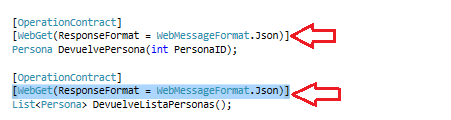 [OperationContract]
[WebGet(ResponseFormat = WebMessageFormat.Json)]
Persona DevuelvePersona(int PersonaID);
[OperationContract]
[WebGet(ResponseFormat = WebMessageFormat.Json)]
List<Persona> DevuelveListaPersonas();